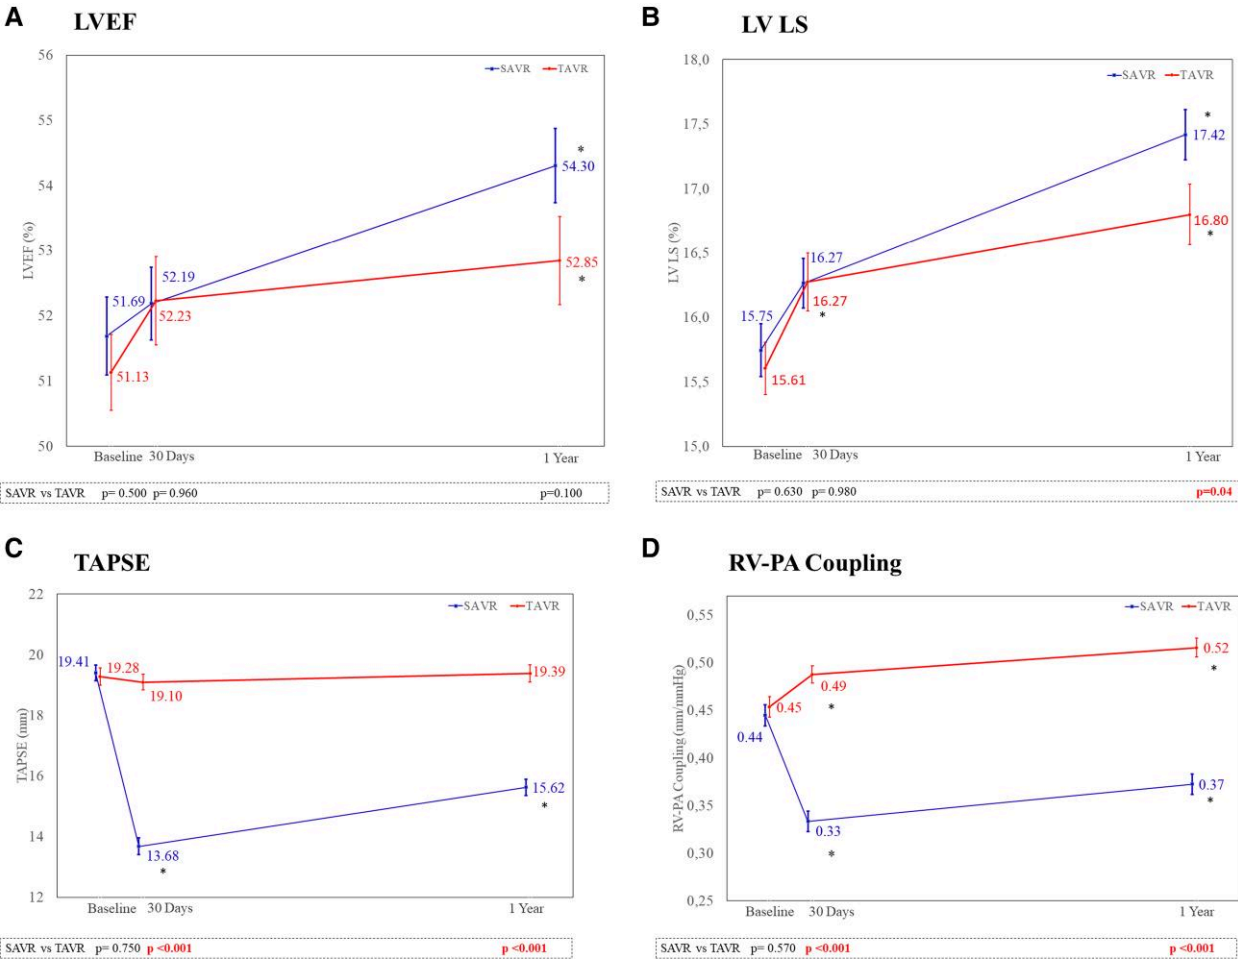 A
LVEF
SAVR TAVR
56
55
54
53
52
51
50
LVEF (%)
*
54.30
52.85
*
52.19
51.69
52.23
51.13
Baseline 30 Days 1 Year
SAVR vs TAVR p= 0.500 p= 0.960 p=0.100
B
LV LS
SAVR TAVR
18,0
17,5
17,0
16,5
16,0
15,5
15,0
LV LS (%)
*
17.42
16.80
*
16.27
16.27
*
15.75
15.61
Baseline 30 Days 1 Year
SAVR vs TAVR p= 0.630 p= 0.980 p=0.04
C
TAPSE
SAVR TAVR
22
20
18
16
14
12
TAPSE (mm)
19.41
19.28
19.10
19.39
15.62
*
13.68
*
Baseline 30 Days 1 Year
SAVR vs TAVR p= 0.750 p <0.001 p <0.001
D
RV-PA Coupling
SAVR TAVR
0,55
0,50
0,45
0,40
0,35
0,30
0,25
RV-PA Coupling (mm/mmHg)
0.52
*
0.49
*
0.45
0.44
0.37
*
0.33
*
Baseline 30 Days 1 Year
SAVR vs TAVR p= 0.570 p <0.001 p <0.001